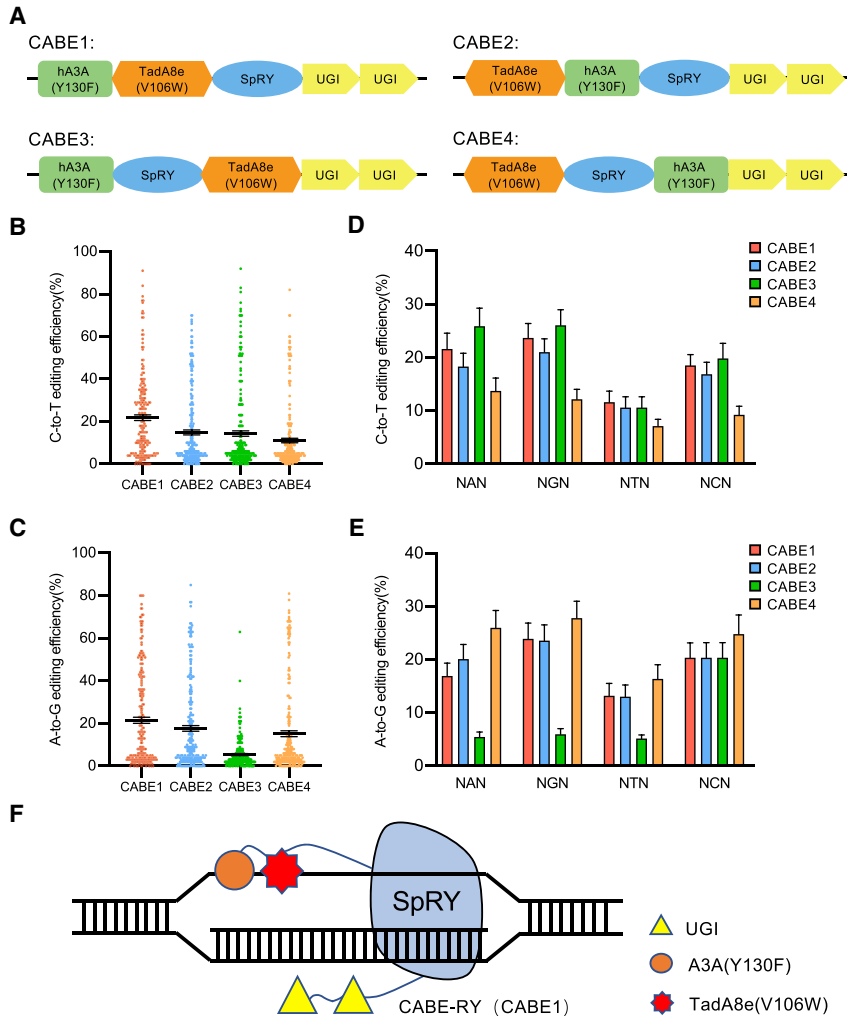 A
CABE1:
hA3A
(Y130F)
TadA8e
(V106W)
SpRY
UGI
UGI
CABE2:
TadA8e
(V106W)
hA3A
(Y130F)
SpRY
UGI
UGI
CABE3:
hA3A
(Y130F)
SpRY
TadA8e
(V106W)
UGI
UGI
CABE4:
TadA8e
(V106W)
SpRY
hA3A
(Y130F)
UGI
UGI
B
C-to-T editing efficiency(%)
100
80
60
40
20
0
CABE1 CABE2 CABE3 CABE4
D
C-to-T editing efficiency(%)
40
30
20
10
0
NAN NGN NTN NCN
CABE1
CABE2
CABE3
CABE4
C
A-to-G editing efficiency(%)
100
80
60
40
20
0
CABE1 CABE2 CABE3 CABE4
E
A-to-G editing efficiency(%)
40
30
20
10
0
NAN NGN NTN NCN
CABE1
CABE2
CABE3
CABE4
F
SpRY
CABE-RY（CABE1）
UGI
A3A(Y130F)
TadA8e(V106W)